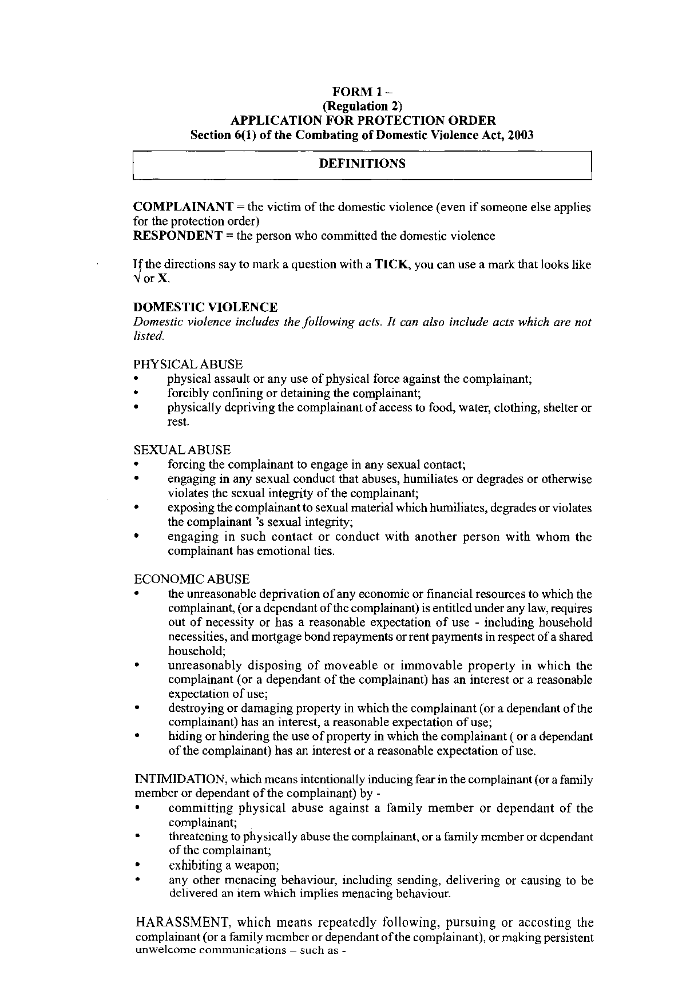 FORM 1 –
(Regulation 2)
APPLICATION FOR PROTECTION ORDER
Section 6(1) of the Combating of Domestic Violence Act, 2003
DEFINITIONS
COMPLAINANT = the victim of the domestic violence (even if someone else applies
for the protection order)
RESPONDENT = the person who committed the domestic violence
If the directions say to mark a question with a TICK, you can use a mark that looks like
√ or X.
DOMESTIC VIOLENCE
Domestic violence includes the following acts. It can also include acts which are not
listed.
PHYSICAL ABUSE
• physical assault or any use of physical force against the complainant;
• forcibly confining or detaining the complainant;
• physically depriving the complainant of access to food, water, clothing, shelter or
rest.
SEXUAL ABUSE
• forcing the complainant to engage in any sexual contact;
• engaging in any sexual conduct that abuses, humiliates or degrades or otherwise
violates the sexual integrity of the complainant;
• exposing the complainant to sexual material which humiliates, degrades or violates
the complainant 's sexual integrity;
• engaging in such contact or conduct with another person with whom the
complainant has emotional ties.
ECONOMIC ABUSE
• the unreasonable deprivation of any economic or financial resources to which the
complainant, (or a dependant of the complainant) is entitled under any law, requires
out of necessity or has a reasonable expectation of use - including household
necessities, and mortgage bond repayments or rent payments in respect of a shared
household;
• unreasonably disposing of moveable or immovable property in which the
complainant (or a dependant of the complainant) has an interest or a reasonable
expectation of use;
• destroying or damaging property in which the complainant (or a dependant of the
complainant) has an interest, a reasonable expectation of use;
• hiding or hindering the use of property in which the complainant ( or a dependant
of the complainant) has an interest or a reasonable expectation of use.
INTIMIDATION, which means intentionally inducing fear in the complainant (or a family
member or dependant of the complainant) by -
• committing physical abuse against a family member or dependant of the
complainant;
• threatening to physically abuse the complainant, or a family member or dependant
of the complainant;
• exhibiting a weapon;
• any other menacing behaviour, including sending, delivering or causing to be
delivered an item which implies menacing behaviour.
HARASSMENT, which means repeatedly following, pursuing or accosting the
complainant (or a family member or dependant of the complainant), or making persistent
unwelcome communications – such as -